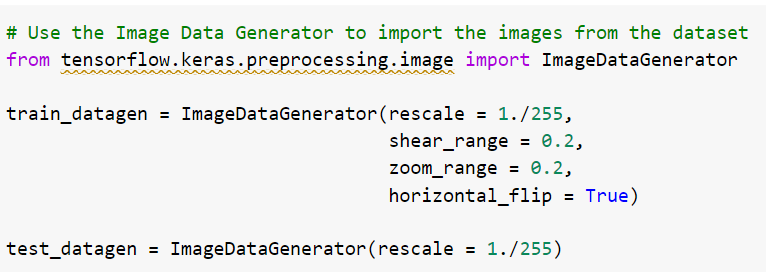 # Use the Image Data Generator to import the images from the dataset
from tensorflow.keras.preprocessing.image import ImageDataGenerator
train_datagen = ImageDataGenerator(rescale = 1./255,
shear_range = 0.2,
zoom_range = 0.2,
horizontal_flip = True)
test_datagen = ImageDataGenerator(rescale = 1./255)